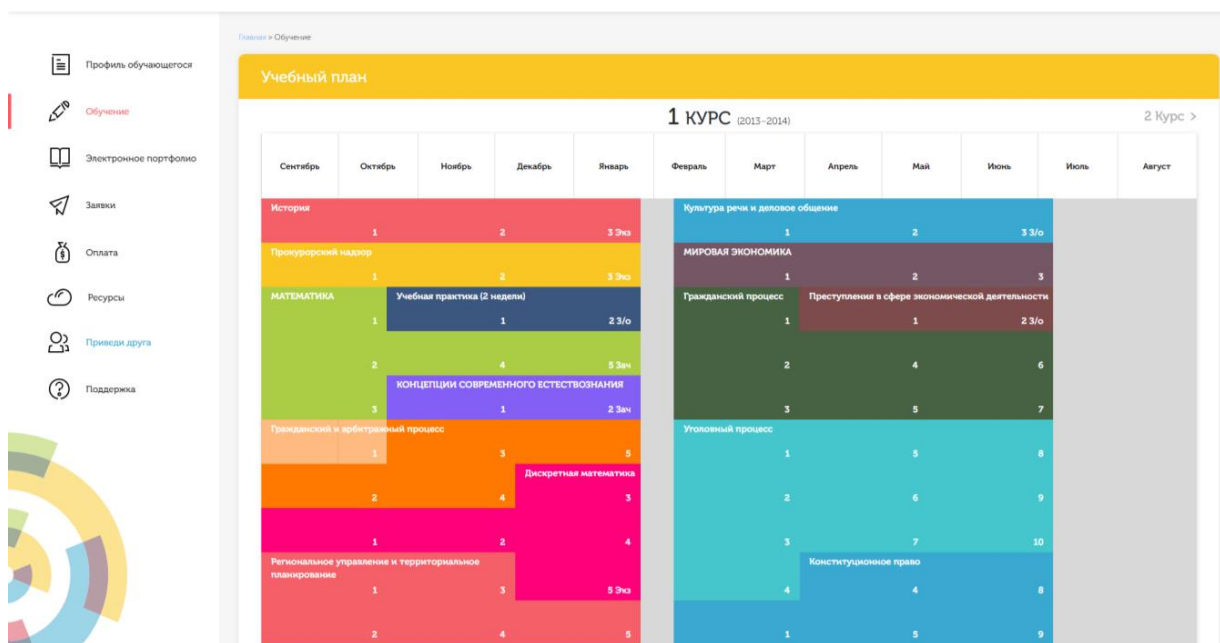 Главная > Обучение
Профиль обучающегося
Обучение
Электронное портфолио
Заявки
Оплата
Ресурсы
Приведи друга
Поддержка
Учебный план
1 КУРС (2013-2014)
2 Курс >
Сентябрь Октябрь Ноябрь Декабрь Январь Февраль Март Апрель Май Июнь Июль Август
История
1 2 3 Экз
Прокурорский надзор
1 2 3 Экз
МАТЕМАТИКА Учебная практика (2 недели)
1 1 2 З/о
2 4 5 Зач
КОНЦЕПЦИИ СОВРЕМЕННОГО ЕСТЕСТВОЗНАНИЯ
3 1 2 Зач
Гражданский и арбитражный процесс
1 3 5
Дискретная математика
2 4 3
1 2 4
Региональное управление и территориальное
планирование
1 3 5 Экз
2 4 5
Культура речи и деловое общение
1 2 3 З/о
МИРОВАЯ ЭКОНОМИКА
1 2 3
Гражданский процесс Преступления в сфере экономической деятельности
1 1 2 З/о
2 4 6
3 5 7
Уголовный процесс
1 5 8
2 6 9
3 7 10
Конституционное право
4 4 8
1 5 9